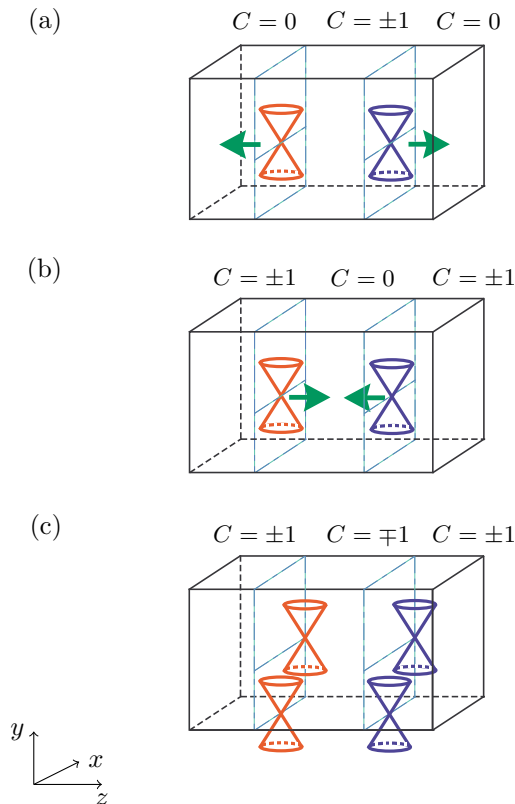 (a)
C = 0 C = ±1 C = 0
(b)
C = ±1 C = 0 C = ±1
(c)
C = ±1 C = ∓1 C = ±1
y
x
z